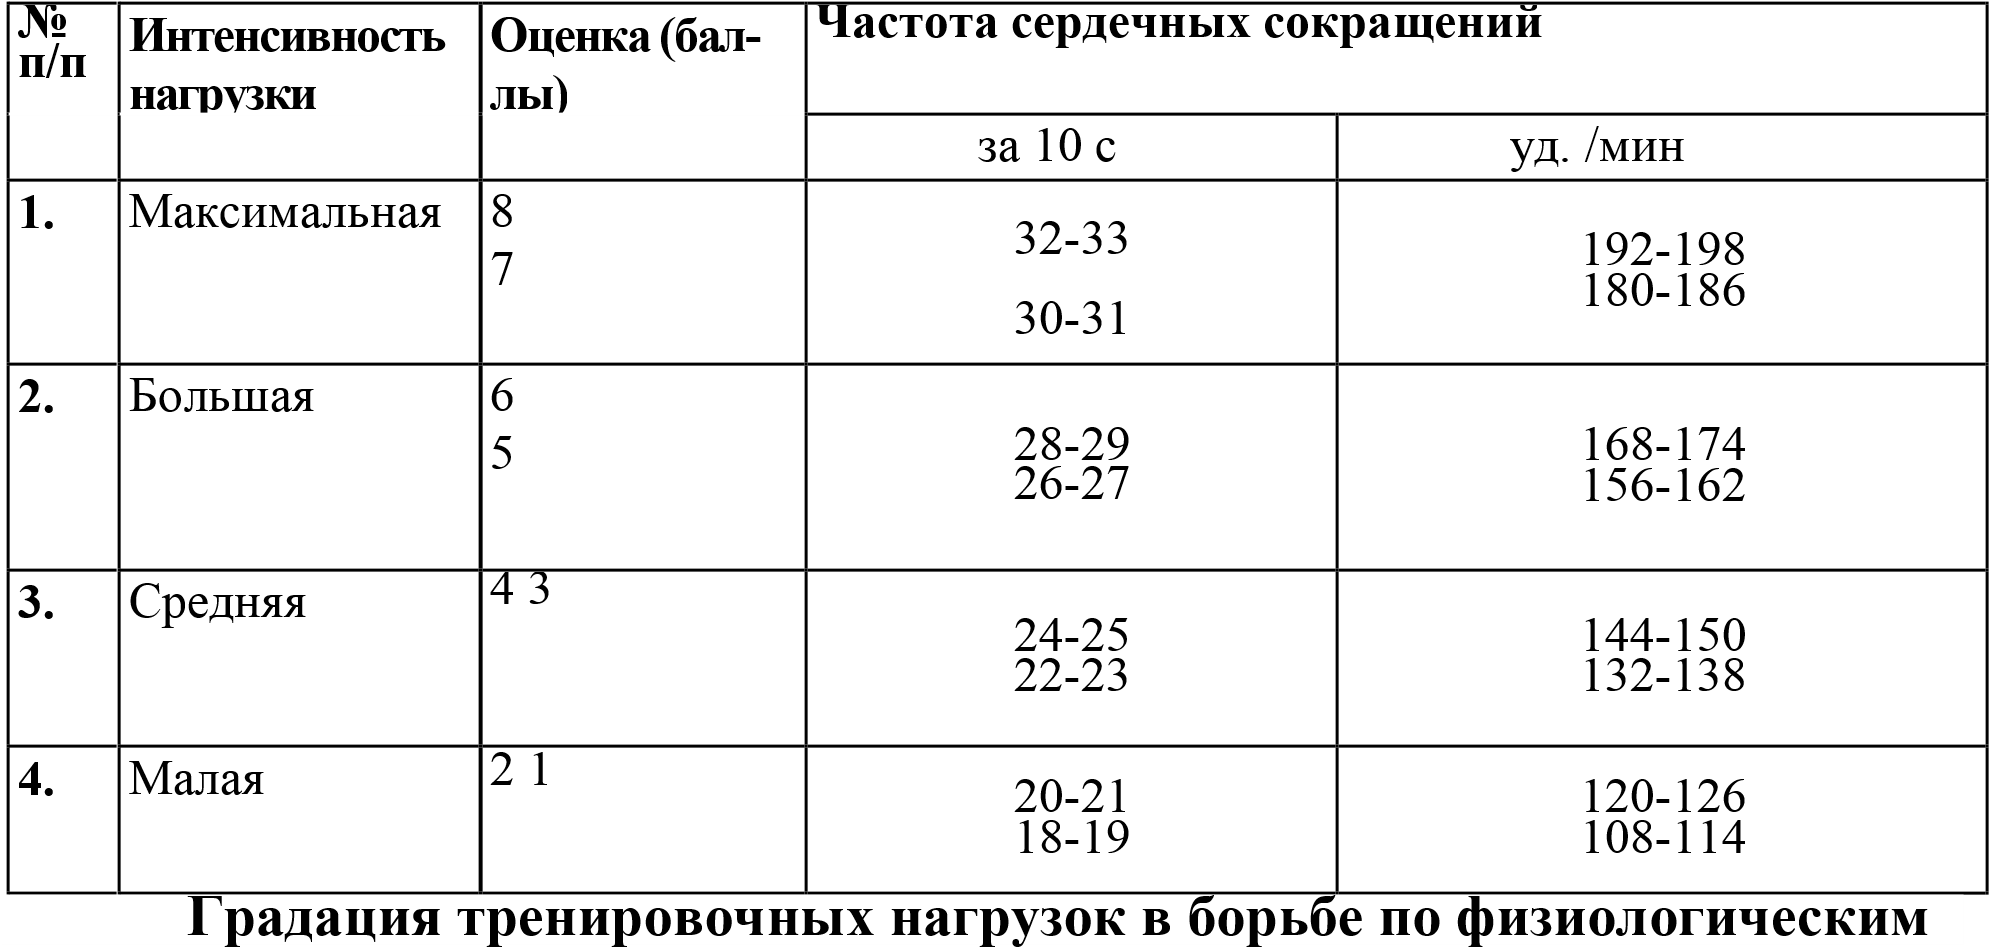 № п/п
Интенсивность нагрузки
Оценка (бал-
лы)
Частота сердечных сокращений
за 10 с
уд. /мин
1.
Максимальная
8
7
32-33
30-31
192-198
180-186
2.
Большая
6
5
28-29
26-27
168-174
156-162
3.
Средняя
4 3
24-25
22-23
144-150
132-138
4.
Малая
2 1
20-21
18-19
120-126
108-114
Градация тренировочных нагрузок в борьбе по физиологическим